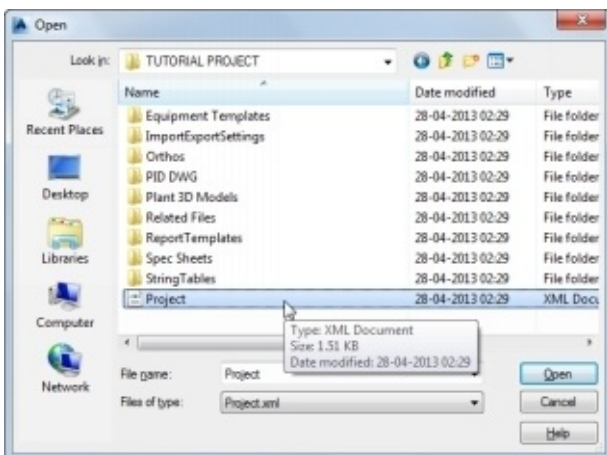 Open
Look in: TUTORIAL PROJECT
Name Date modified Type
Equipment Templates 28-04-2013 02:29 File folder
ImportExportSettings 28-04-2013 02:29 File folder
Orthos 28-04-2013 02:29 File folder
PID DWG 28-04-2013 02:29 File folder
Plant 3D Models 28-04-2013 02:29 File folder
Related Files 28-04-2013 02:29 File folder
ReportTemplates 28-04-2013 02:29 File folder
Spec Sheets 28-04-2013 02:29 File folder
StringTables 28-04-2013 02:29 File folder
Project 28-04-2013 02:29 XML Docu
Type: XML Document
Size: 1.51 KB
Date modified: 28-04-2013 02:29
Recent Places
Desktop
Libraries
Computer
Network
File name: Project
Open
Files of type: Project.xml
Cancel
Help